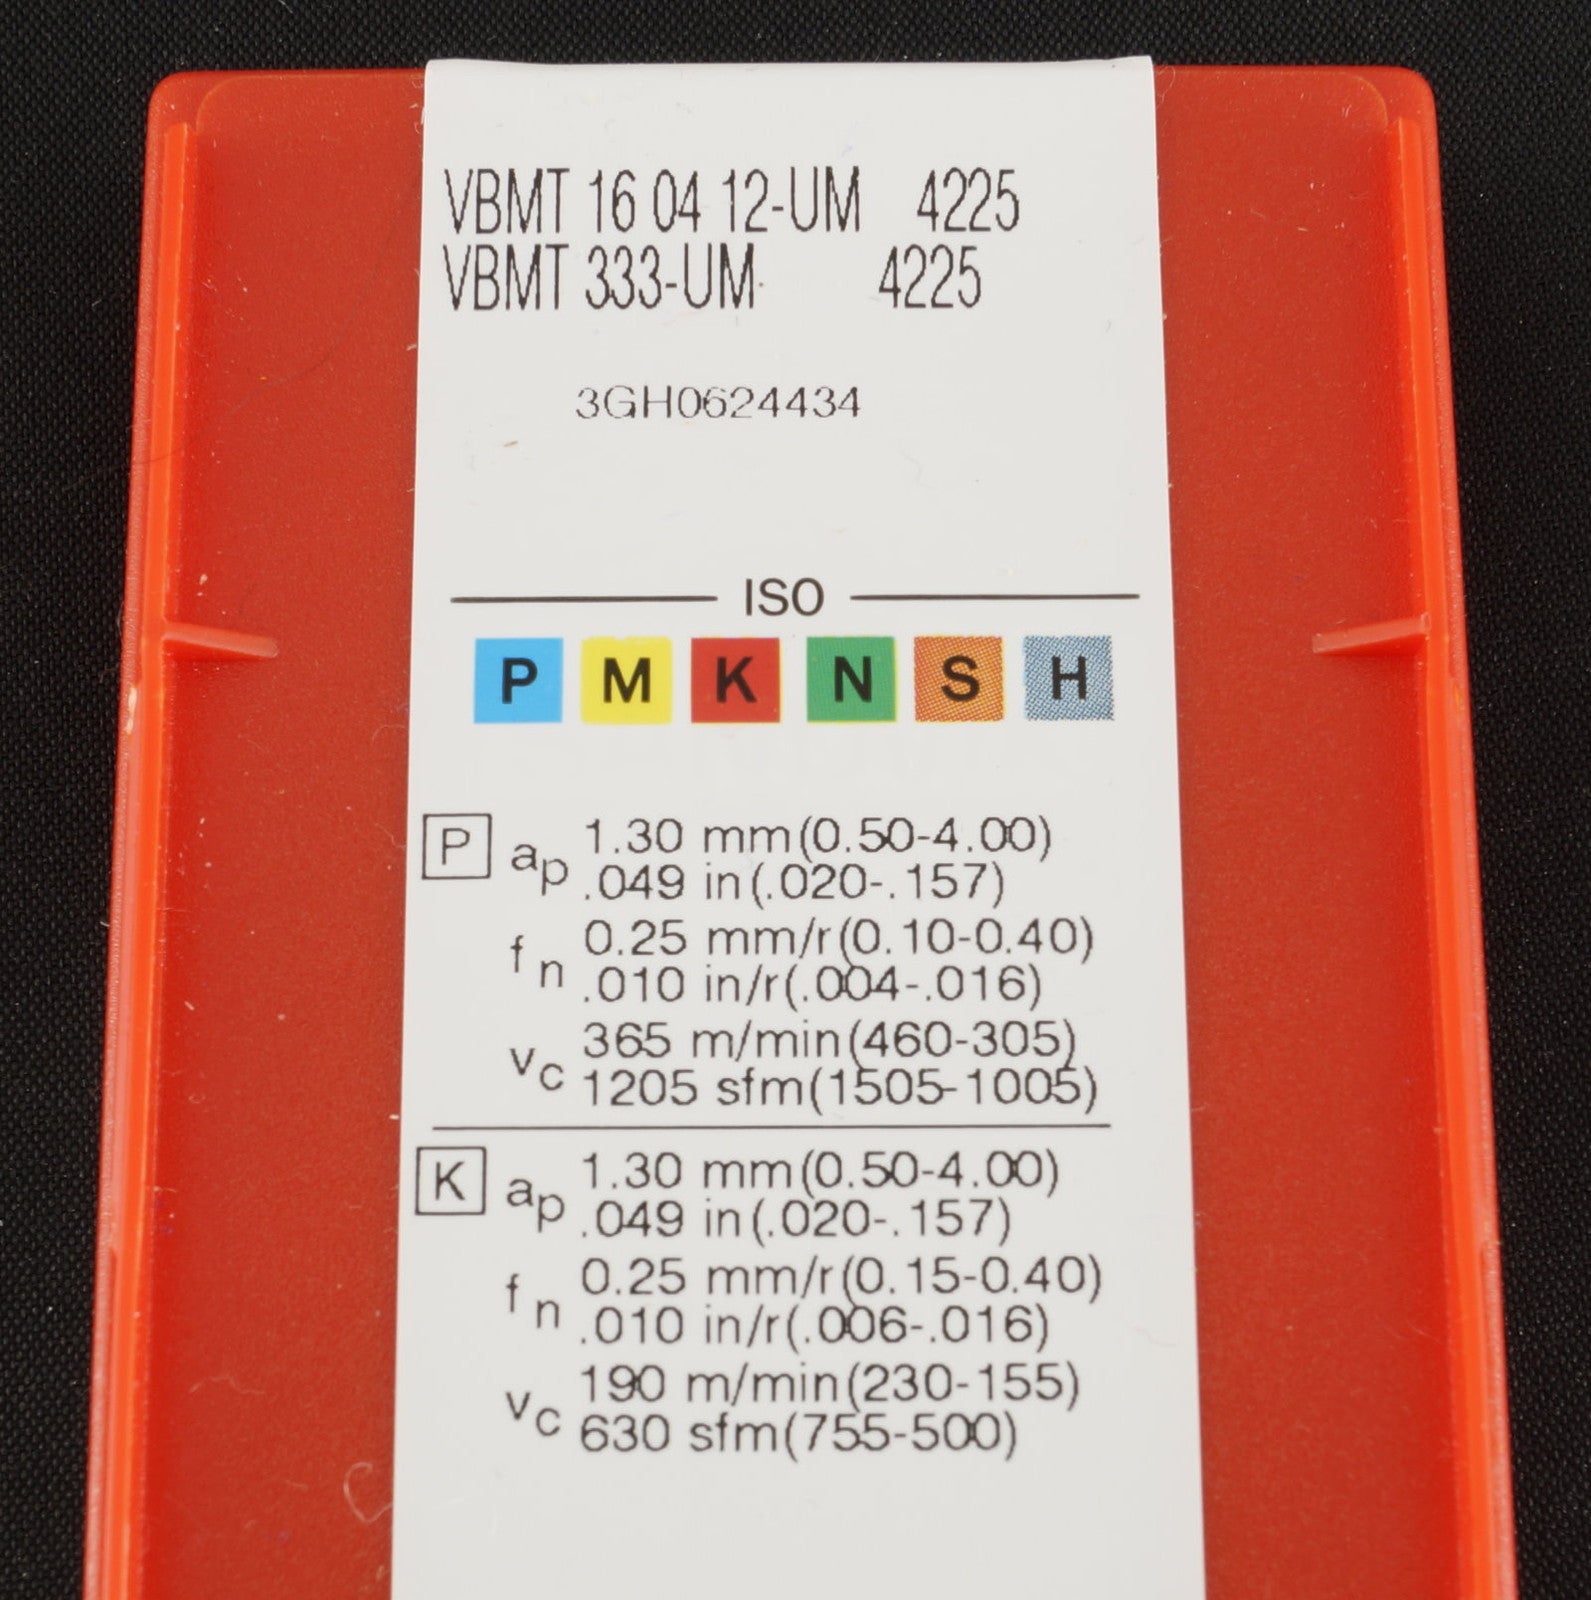 VBMT 16 04 12-UM 4225
VBMT 333-UM 4225
3GH0624434
ISO
P M K N S H
P ap 1.30 mm(0.50-4.00)
.049 in(.020-.157)
fn 0.25 mm/r(0.10-0.40)
.010 in/r(.004-.016)
vc 365 m/min(460-305)
1205 sfm(1505-1005)
K ap 1.30 mm(0.50-4.00)
.049 in(.020-.157)
fn 0.25 mm/r(0.15-0.40)
.010 in/r(.006-.016)
vc 190 m/min(230-155)
630 sfm(755-500)